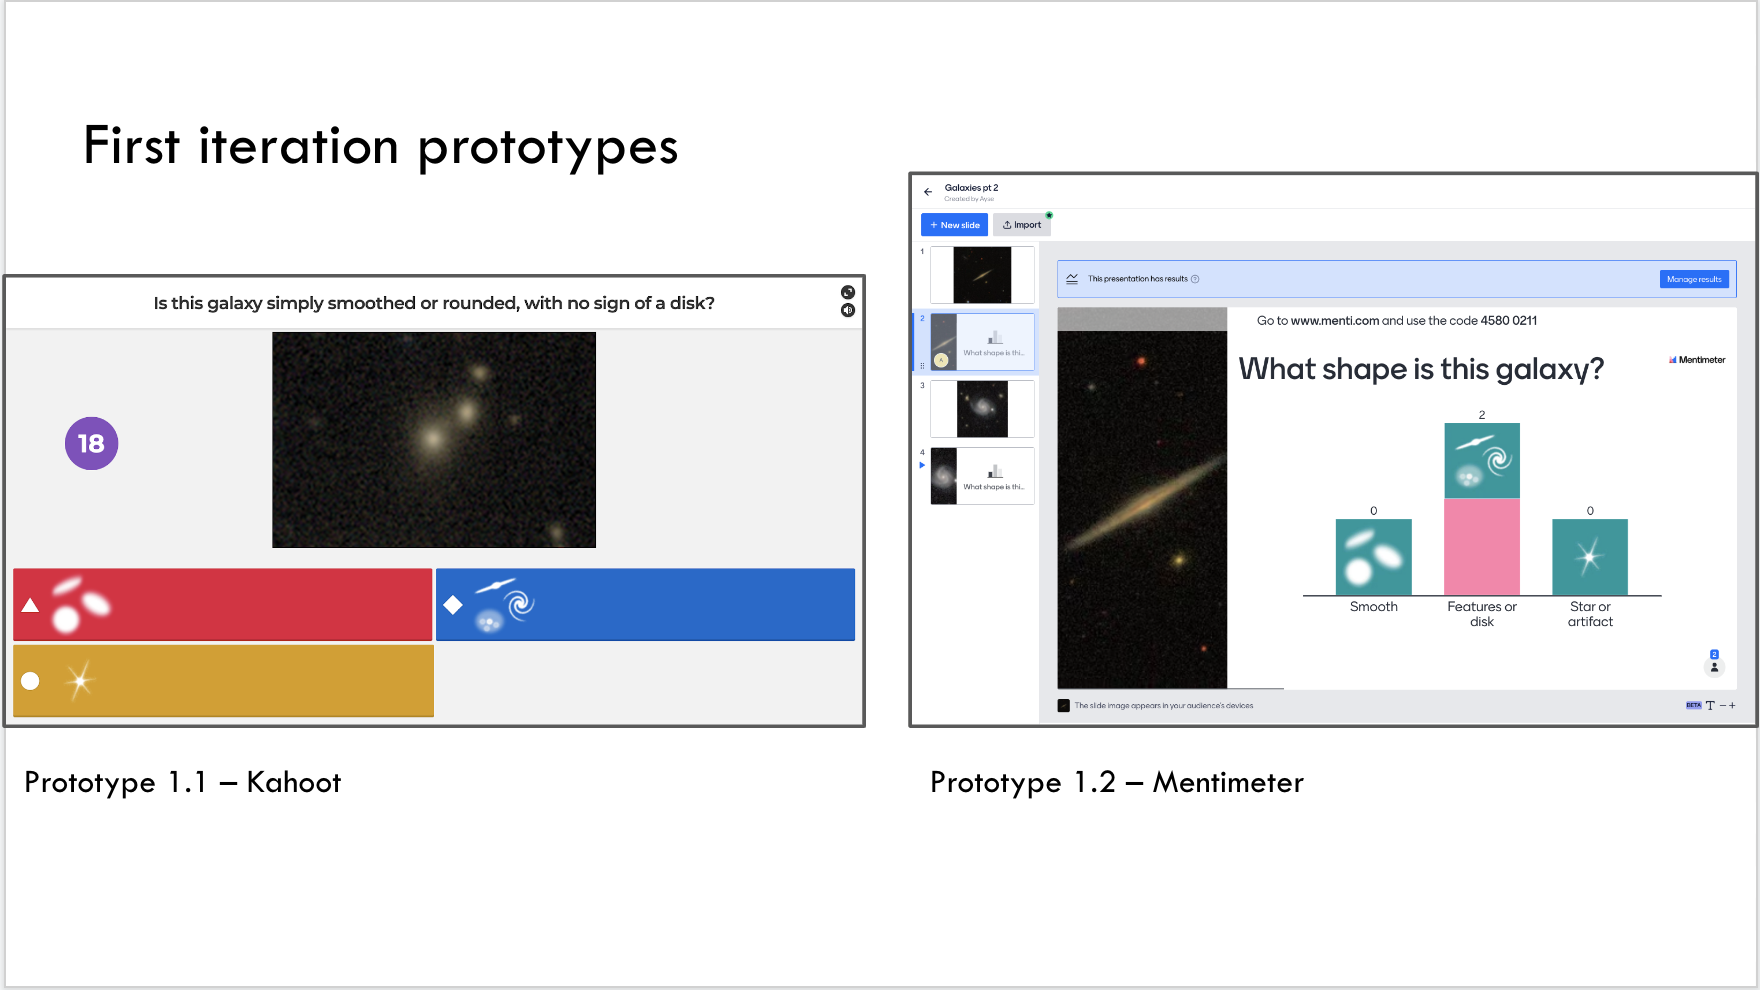 First iteration prototypes
Is this galaxy simply smoothed or rounded, with no sign of a disk?
18
Prototype 1.1 – Kahoot
Galaxies pt 2
Created by Ayse
+ New slide
Import
1
2
A
What shape is thi...
3
4
What shape is thi...
This presentation has results
Manage results
Go to www.menti.com and use the code 4580 0211
What shape is this galaxy?
Mentimeter
2
0
0
Smooth
Features or
disk
Star or
artifact
2
The slide image appears in your audience's devices
BETA T − +
Prototype 1.2 – Mentimeter